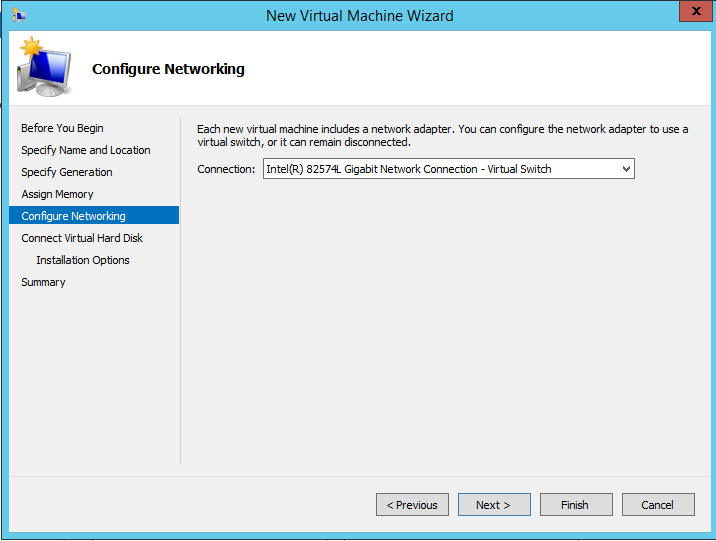 New Virtual Machine Wizard
x
Configure Networking
Before You Begin
Specify Name and Location
Specify Generation
Assign Memory
Configure Networking
Connect Virtual Hard Disk
Installation Options
Summary
Each new virtual machine includes a network adapter. You can configure the network adapter to use a
virtual switch, or it can remain disconnected.
Connection: Intel(R) 82574L Gigabit Network Connection - Virtual Switch
< Previous Next > Finish Cancel